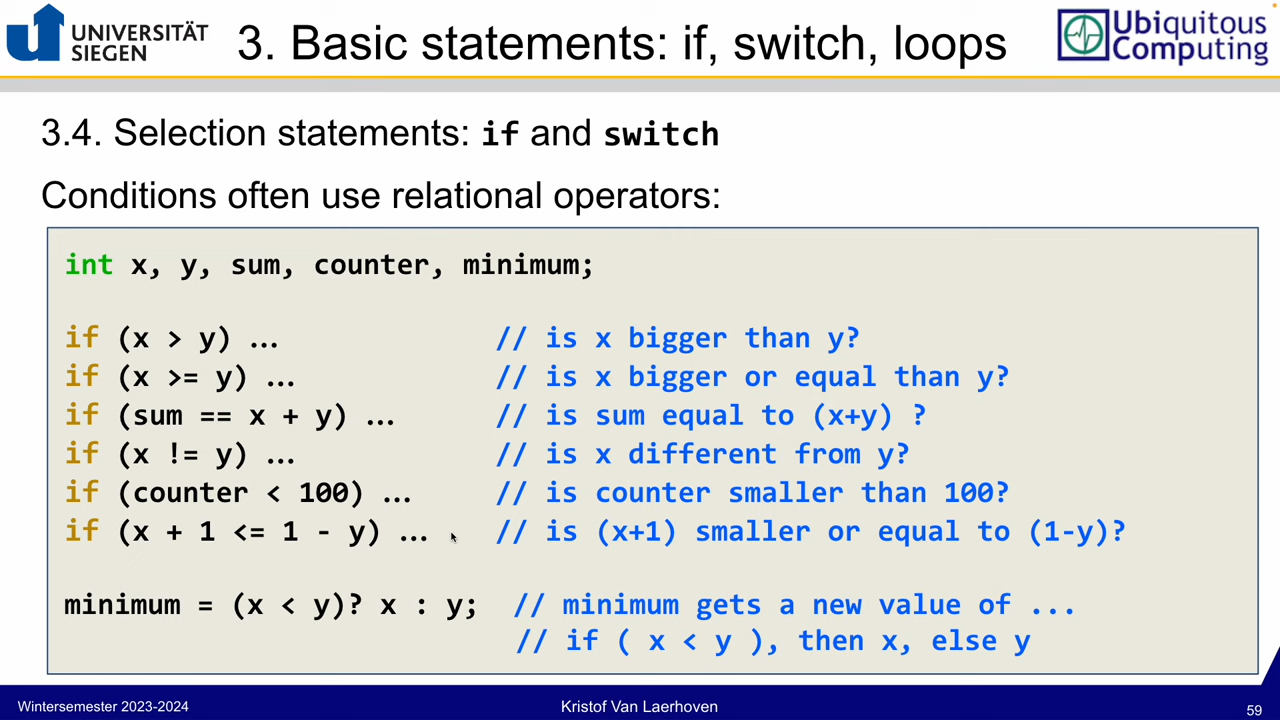 UNIVERSITÄT
SIEGEN
3. Basic statements: if, switch, loops
Ubiquitous
Computing
3.4. Selection statements: if and switch
Conditions often use relational operators:
int x, y, sum, counter, minimum;
if (x > y) … // is x bigger than y?
if (x >= y) … // is x bigger or equal than y?
if (sum == x + y) … // is sum equal to (x+y) ?
if (x != y) … // is x different from y?
if (counter < 100) … // is counter smaller than 100?
if (x + 1 <= 1 - y) … // is (x+1) smaller or equal to (1-y)?
minimum = (x < y)? x : y; // minimum gets a new value of ...
// if ( x < y ), then x, else y
Wintersemester 2023-2024
Kristof Van Laerhoven
59